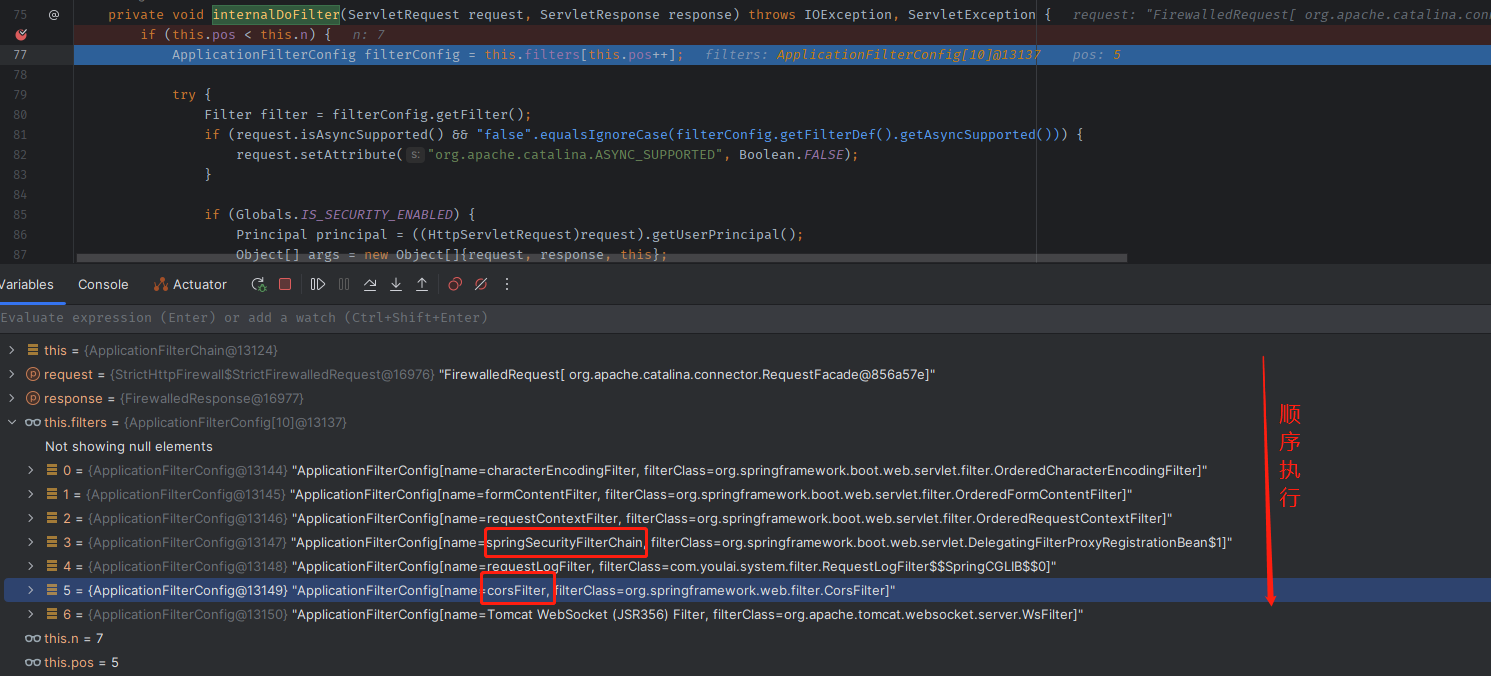 75 @ private void internalDoFilter(ServletRequest request, ServletResponse response) throws IOException, ServletException { request: "FirewalledRequest[ org.apache.catalina.conn
if (this.pos < this.n) { n: 7
77 ApplicationFilterConfig filterConfig = this.filters[this.pos++]; filters: ApplicationFilterConfig[10]@13137 pos: 5
78
79 try {
80 Filter filter = filterConfig.getFilter();
81 if (request.isAsyncSupported() && "false".equalsIgnoreCase(filterConfig.getFilterDef().getAsyncSupported())) {
82 request.setAttribute( s: "org.apache.catalina.ASYNC_SUPPORTED", Boolean.FALSE);
83 }
84
85 if (Globals.IS_SECURITY_ENABLED) {
86 Principal principal = ((HttpServletRequest)request).getUserPrincipal();
87 Object[] args = new Object[]{request, response, this};
Variables Console Actuator
Evaluate expression (Enter) or add a watch (Ctrl+Shift+Enter)
this = {ApplicationFilterChain@13124}
request = {StrictHttpFirewall$StrictFirewalledRequest@16976} "FirewalledRequest[ org.apache.catalina.connector.RequestFacade@856a57e]"
response = {FirewalledResponse@16977}
this.filters = {ApplicationFilterConfig[10]@13137}
Not showing null elements
0 = {ApplicationFilterConfig@13144} "ApplicationFilterConfig[name=characterEncodingFilter, filterClass=org.springframework.boot.web.servlet.filter.OrderedCharacterEncodingFilter]"
1 = {ApplicationFilterConfig@13145} "ApplicationFilterConfig[name=formContentFilter, filterClass=org.springframework.boot.web.servlet.filter.OrderedFormContentFilter]"
2 = {ApplicationFilterConfig@13146} "ApplicationFilterConfig[name=requestContextFilter, filterClass=org.springframework.boot.web.servlet.filter.OrderedRequestContextFilter]"
3 = {ApplicationFilterConfig@13147} "ApplicationFilterConfig[name=springSecurityFilterChain, filterClass=org.springframework.boot.web.servlet.DelegatingFilterProxyRegistrationBean$1]"
4 = {ApplicationFilterConfig@13148} "ApplicationFilterConfig[name=requestLogFilter, filterClass=com.youlai.system.filter.RequestLogFilter$$SpringCGLIB$$0]"
5 = {ApplicationFilterConfig@13149} "ApplicationFilterConfig[name=corsFilter, filterClass=org.springframework.web.filter.CorsFilter]"
6 = {ApplicationFilterConfig@13150} "ApplicationFilterConfig[name=Tomcat WebSocket (JSR356) Filter, filterClass=org.apache.tomcat.websocket.server.WsFilter]"
this.n = 7
this.pos = 5
顺
序
执
行